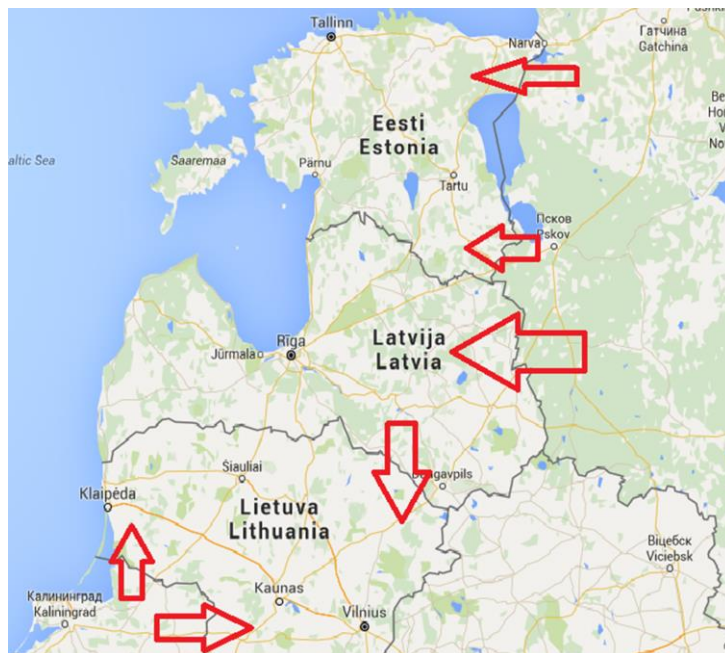 Pushkin
Tallinn
Narva
Гатчина
Gatchina
Eesti
Estonia
altic Sea
Saaremaa
Pärnu
Tartu
Псков
Pskov
Latvija
Latvia
Rīga
Jūrmala
Šiauliai
Klaipėda
Lietuva
Lithuania
Віцебск
Viciebsk
Калининград
Kaliningrad
Kaunas
Vilnius